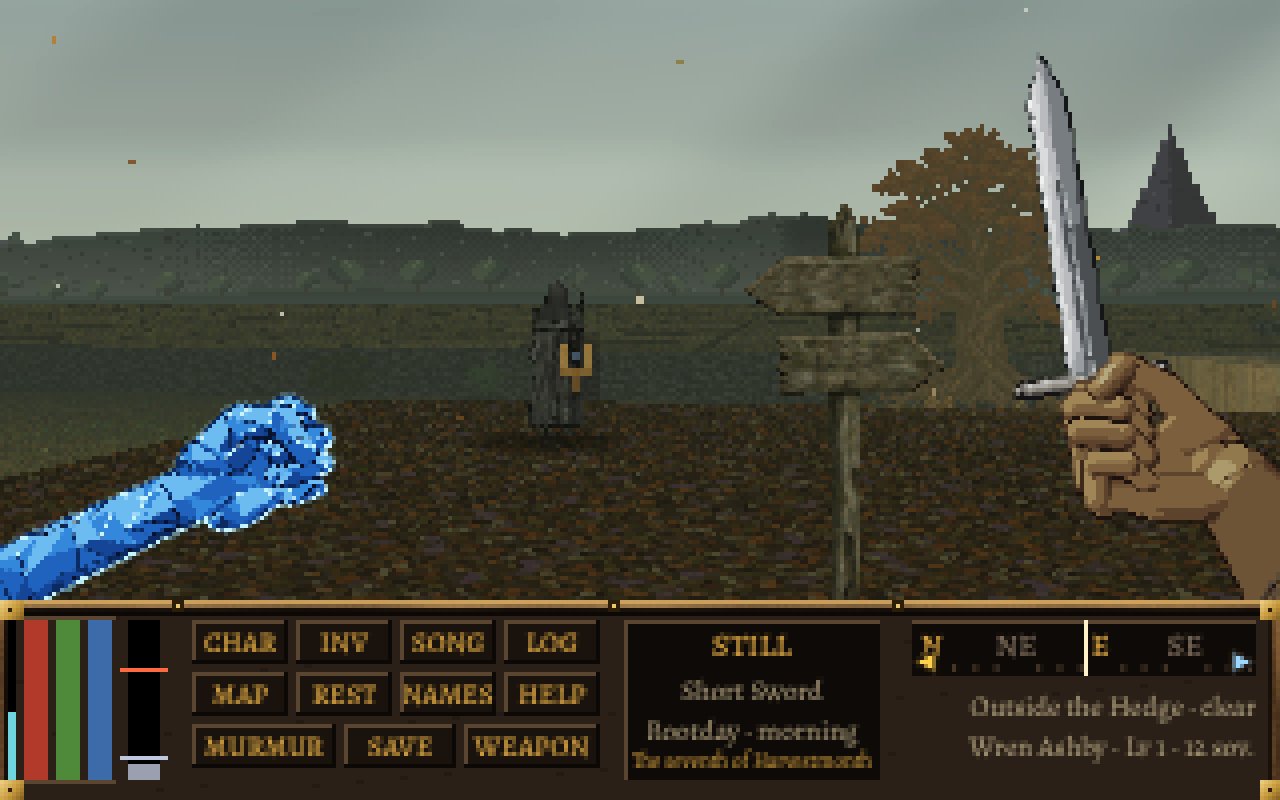 CHAR INV SONG LOG
MAP REST NAMES HELP
MURMUR SAVE WEAPON
STILL
Short Sword
Rootday - morning
The seventh of Harvestmonth
N NE E SE
Outside the Hedge - clear
Wren Ashby - Lv 1 - 12 sov.